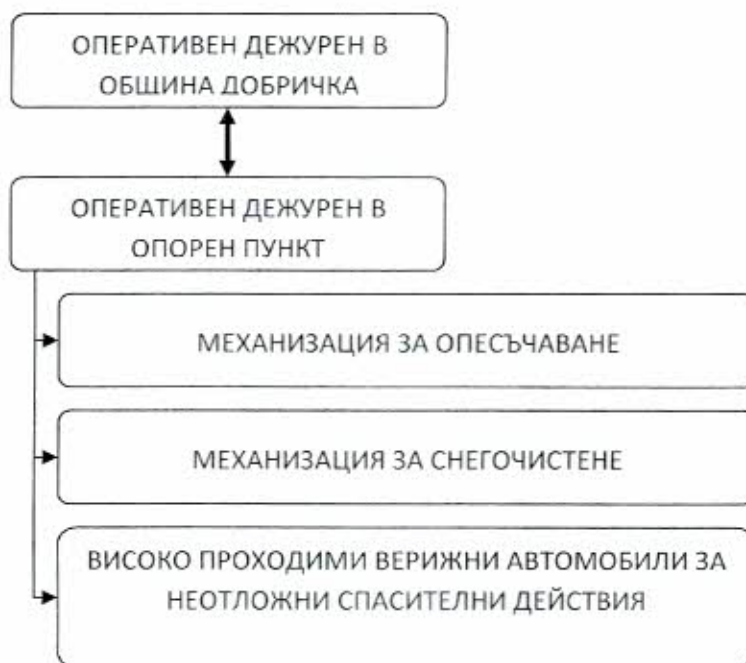 ОПЕРАТИВЕН ДЕЖУРЕН В
ОБЩИНА ДОБРИЧКА
ОПЕРАТИВЕН ДЕЖУРЕН В
ОПОРЕН ПУНКТ
МЕХАНИЗАЦИЯ ЗА ОПЕСЪЧАВАНЕ
МЕХАНИЗАЦИЯ ЗА СНЕГОЧИСТЕНЕ
ВИСОКО ПРОХОДИМИ ВЕРИЖНИ АВТОМОБИЛИ ЗА
НЕОТЛОЖНИ СПАСИТЕЛНИ ДЕЙСТВИЯ